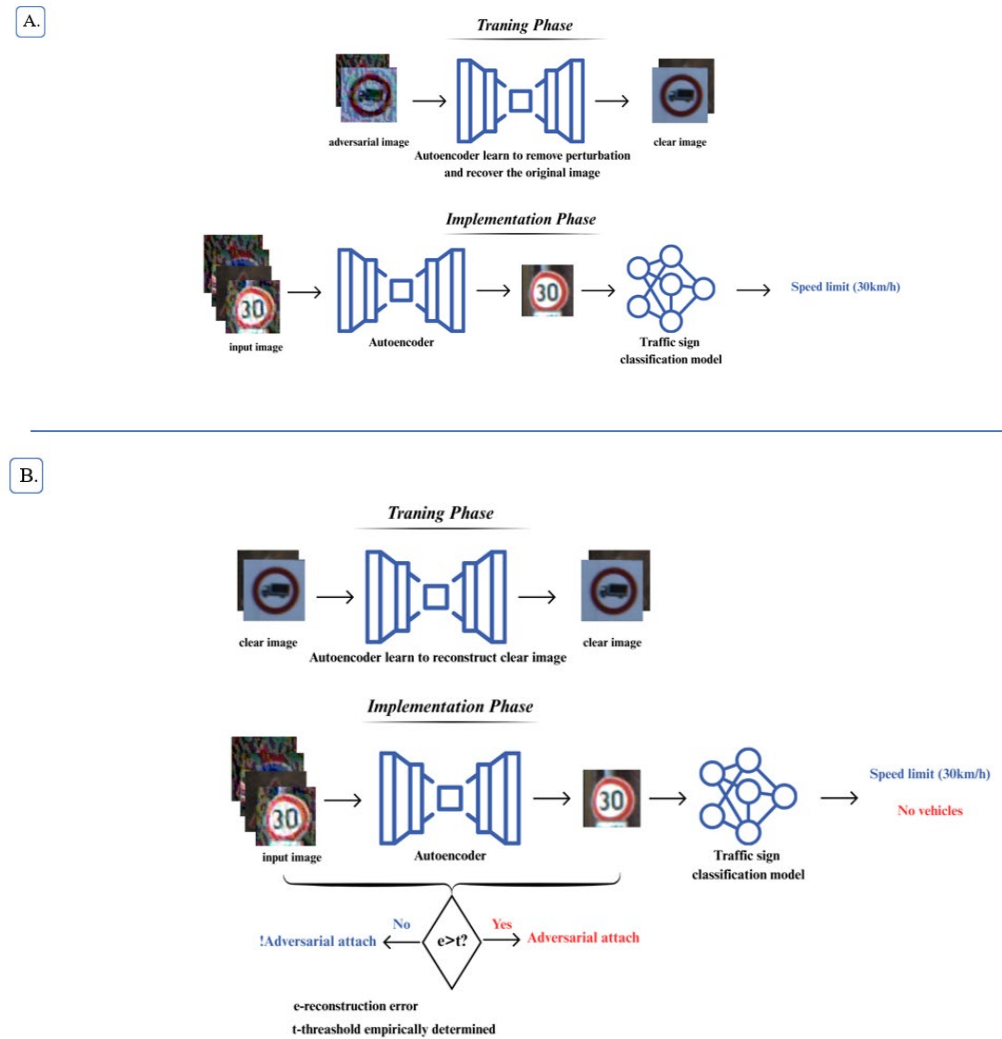 A.
Traning Phase
adversarial image
Autoencoder learn to remove perturbation
and recover the original image
clear image
Implementation Phase
30
30
input image
Autoencoder
Traffic sign
classification model
Speed limit (30km/h)
B.
Traning Phase
clear image
Autoencoder learn to reconstruct clear image
clear image
Implementation Phase
30
30
input image
Autoencoder
Traffic sign
classification model
Speed limit (30km/h)
No vehicles
No
Yes
!Adversarial attach
e>t?
Adversarial attach
e-reconstruction error
t-threshold empirically determined